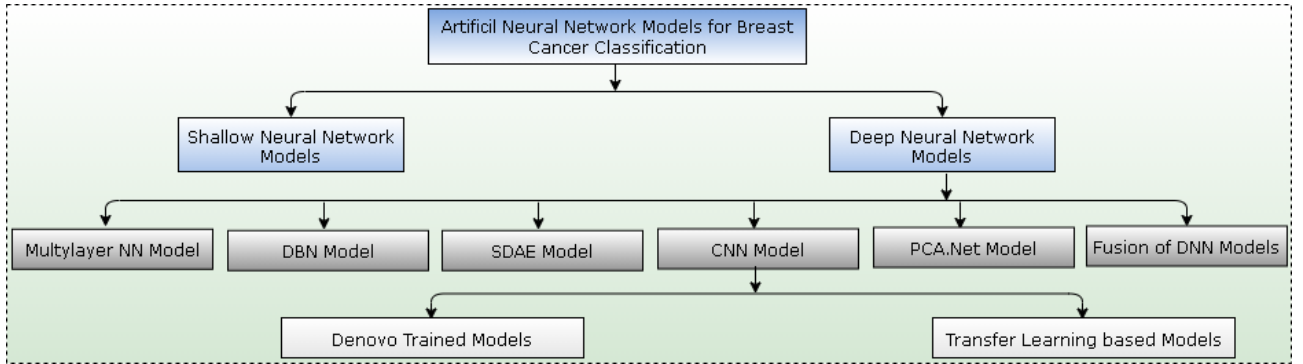 Artificil Neural Network Models for Breast
Cancer Classification
Shallow Neural Network
Models
Deep Neural Network
Models
Multylayer NN Model
DBN Model
SDAE Model
CNN Model
PCA.Net Model
Fusion of DNN Models
Denovo Trained Models
Transfer Learning based Models